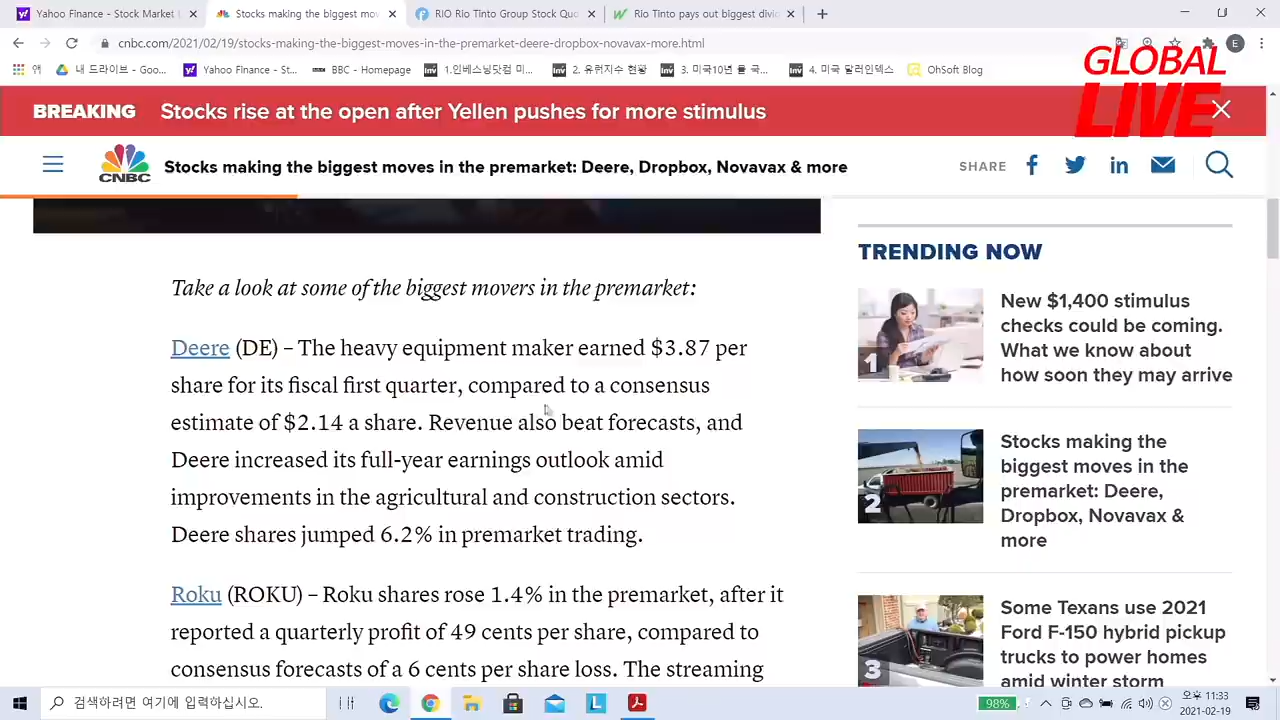 Yahoo Finance - Stock Market
Stocks making the biggest mov
RIO Rio Tinto Group Stock Quo
Rio Tinto pays out biggest divid
cnbc.com/2021/02/19/stocks-making-the-biggest-moves-in-the-premarket-deere-dropbox-novavax-more.html
E
앱
내 드라이브 - Goo...
Yahoo Finance - St...
BBC - Homepage
1.인베스팅닷컴 미...
2. 유럽지수 현황
3. 미국10년 물 국...
4. 미국 달러인덱스
OhSoft Blog
GLOBAL
LIVE
BREAKING Stocks rise at the open after Yellen pushes for more stimulus
CNBC
Stocks making the biggest moves in the premarket: Deere, Dropbox, Novavax & more
SHARE
Take a look at some of the biggest movers in the premarket:
Deere (DE) – The heavy equipment maker earned $3.87 per
share for its fiscal first quarter, compared to a consensus
estimate of $2.14 a share. Revenue also beat forecasts, and
Deere increased its full-year earnings outlook amid
improvements in the agricultural and construction sectors.
Deere shares jumped 6.2% in premarket trading.
Roku (ROKU) – Roku shares rose 1.4% in the premarket, after it
reported a quarterly profit of 49 cents per share, compared to
consensus forecasts of a 6 cents per share loss. The streaming
TRENDING NOW
1
New $1,400 stimulus
checks could be coming.
What we know about
how soon they may arrive
2
Stocks making the
biggest moves in the
premarket: Deere,
Dropbox, Novavax &
more
3
Some Texans use 2021
Ford F-150 hybrid pickup
trucks to power homes
amid winter storm
검색하려면 여기에 입력하십시오.
98%
오후 11:33
2021-02-19